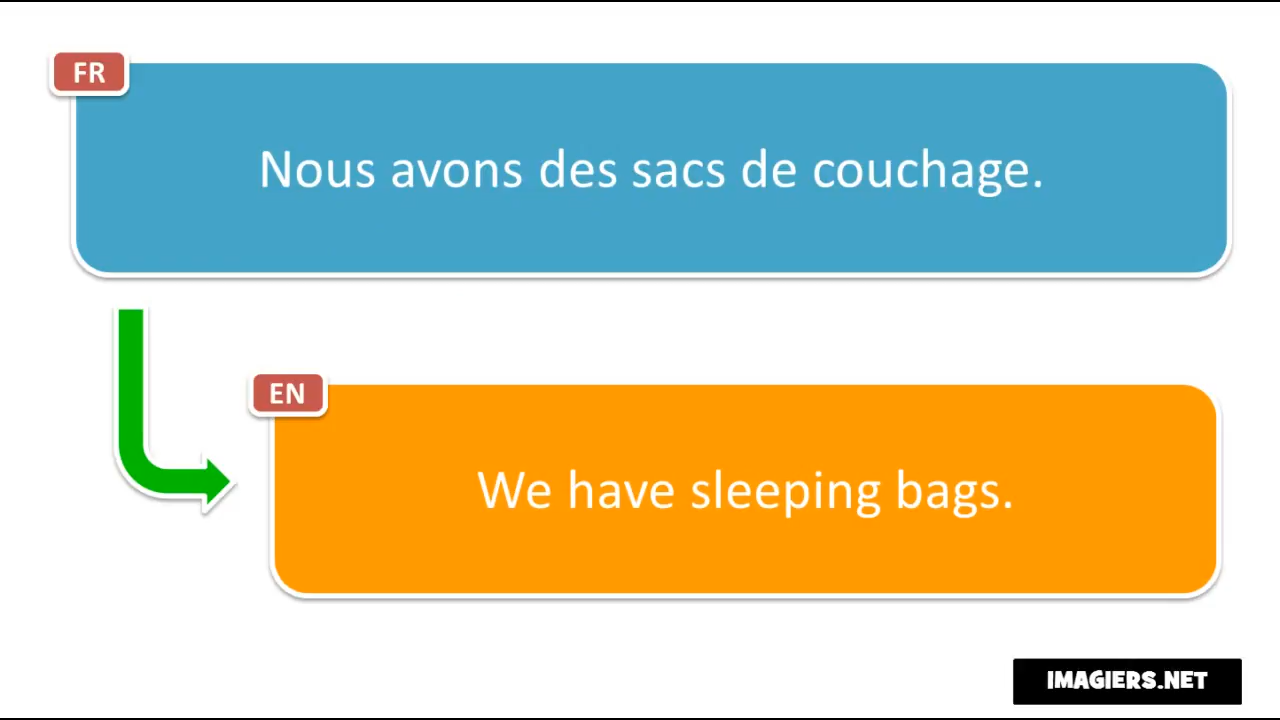 FR
Nous avons des sacs de couchage.
EN
We have sleeping bags.
IMAGIERS.NET